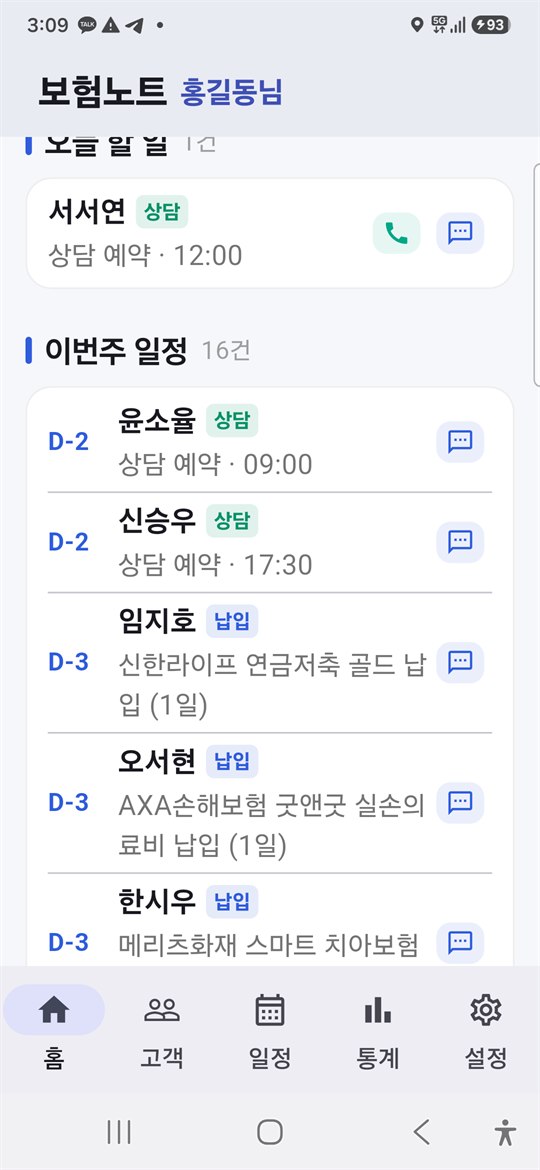 3:09 TALK 5G 93
보험노트 홍길동님
오늘 할 일 1건
서서연 상담
상담 예약 · 12:00
이번주 일정 16건
윤소율 상담
D-2
상담 예약 · 09:00
신승우 상담
D-2
상담 예약 · 17:30
임지호 납입
D-3
신한라이프 연금저축 골드 납
입 (1일)
오서현 납입
D-3
AXA손해보험 굿앤굿 실손의
료비 납입 (1일)
한시우 납입
D-3
메리츠화재 스마트 치아보험
홈 고객 일정 통계 설정